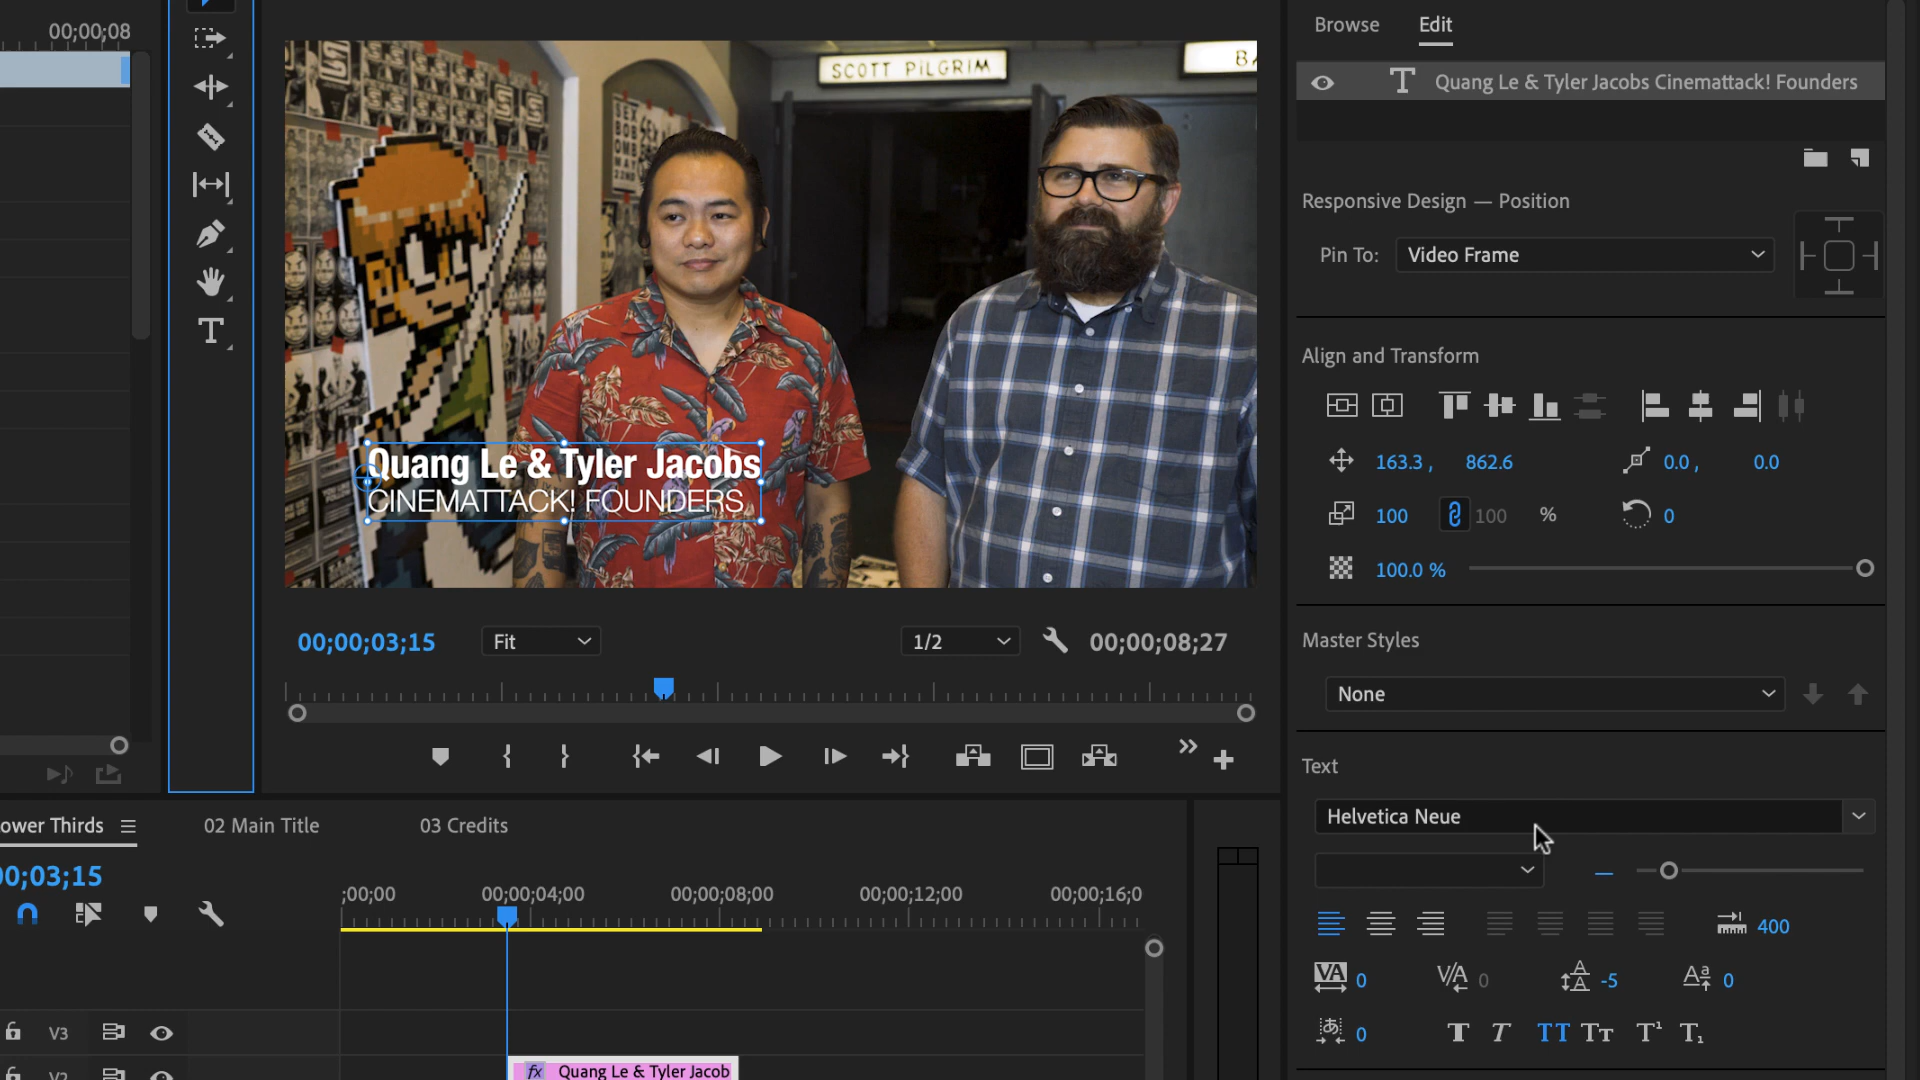 00;00;08
Browse
Edit
Quang Le & Tyler Jacobs Cinemattack! Founders
SCOTT PILGRIM
SEX
BOB
Responsive Design — Position
Pin To:
Video Frame
Align and Transform
163.3 ,
862.6
0.0 ,
0.0
100
100
%
0
100.0 %
Quang Le & Tyler Jacobs
CINEMATTACK! FOUNDERS
00;00;03;15
Fit
1/2
00;00;08;27
Master Styles
None
Text
Helvetica Neue
400
0
0
-5
0
0
ower Thirds
02 Main Title
03 Credits
00;03;15
;00;00
00;00;04;00
00;00;08;00
00;00;12;00
00;00;16;0
V3
V2
fx
Quang Le & Tyler Jacob